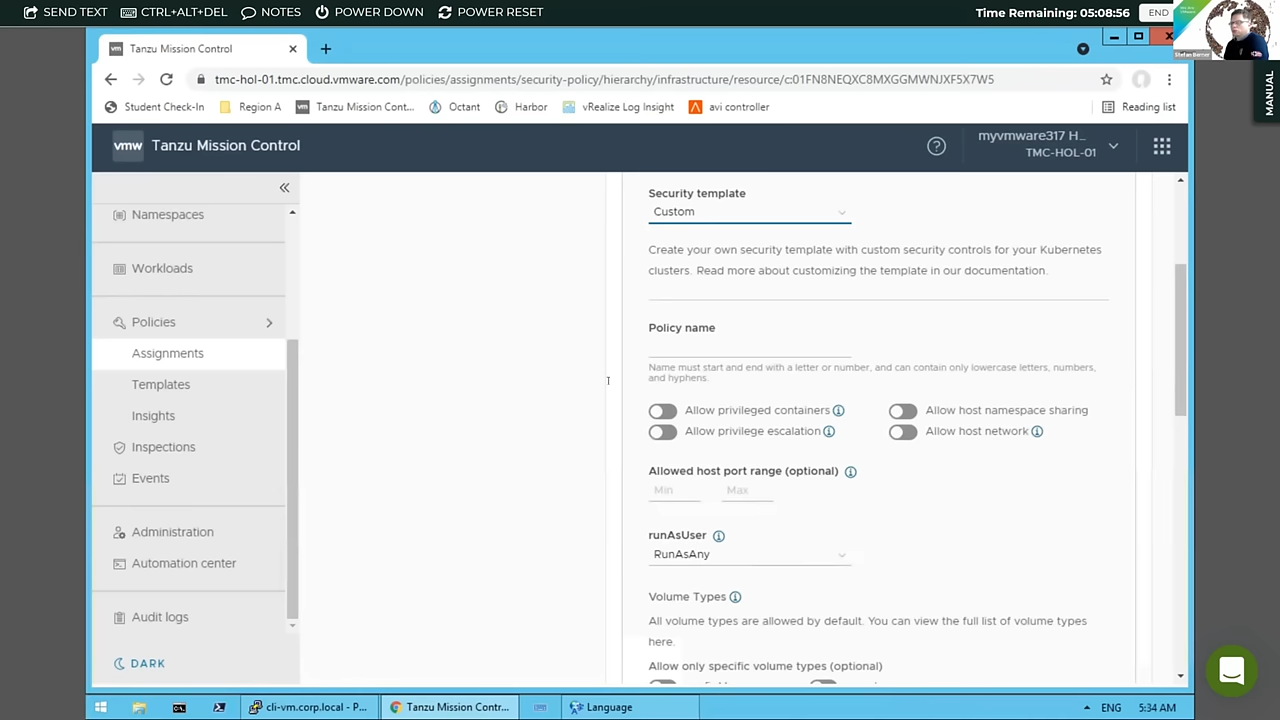 SEND TEXT
CTRL+ALT+DEL
NOTES
POWER DOWN
POWER RESET
Time Remaining: 05:08:56
END
Stefan Berner
MANUAL
vm Tanzu Mission Control
tmc-hol-01.tmc.cloud.vmware.com/policies/assignments/security-policy/hierarchy/infrastructure/resource/c:01FN8NEQXC8MXGGMWNJXF5X7W5
Student Check-In
Region A
vm Tanzu Mission Cont...
Octant
Harbor
vRealize Log Insight
avi controller
Reading list
vmw Tanzu Mission Control
myvmware317 H...
TMC-HOL-01
Namespaces
Workloads
Policies
Assignments
Templates
Insights
Inspections
Events
Administration
Automation center
Audit logs
DARK
Security template
Custom
Create your own security template with custom security controls for your Kubernetes
clusters. Read more about customizing the template in our documentation.
Policy name
Name must start and end with a letter or number, and can contain only lowercase letters, numbers,
and hyphens.
Allow privileged containers
Allow host namespace sharing
Allow privilege escalation
Allow host network
Allowed host port range (optional)
Min
Max
runAsUser
RunAsAny
Volume Types
All volume types are allowed by default. You can view the full list of volume types
here.
Allow only specific volume types (optional)
cli-vm.corp.local - P...
Tanzu Mission Contr...
Language
ENG
5:34 AM